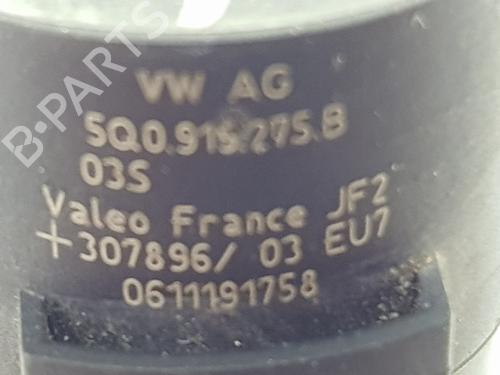 VW AG
5Q0.919.275.B
03S
Valeo France JF2
+307896/ 03 EU7
0611191758
B-PARTS